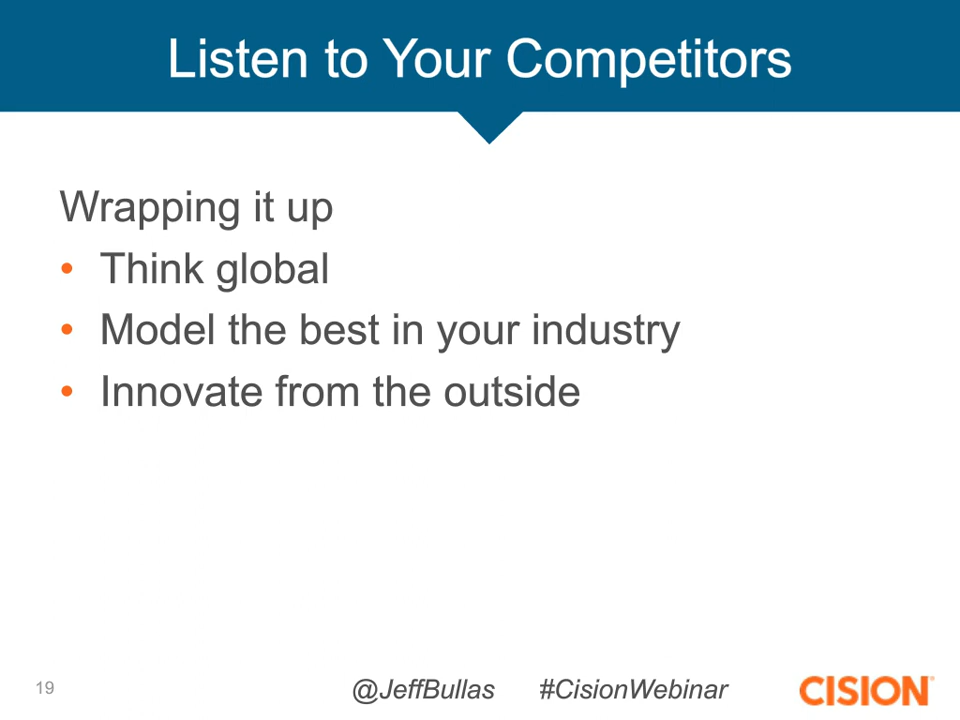 Listen to Your Competitors
Wrapping it up
• Think global
• Model the best in your industry
• Innovate from the outside
19 @JeffBullas #CisionWebinar CISION®